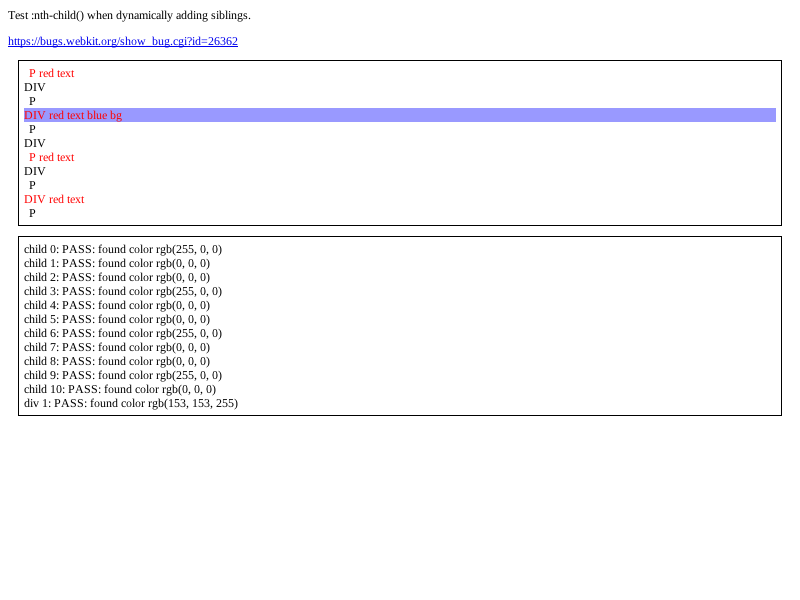 Test :nth-child() when dynamically adding siblings.
https://bugs.webkit.org/show_bug.cgi?id=26362
P red text
DIV
P
DIV red text blue bg
P
DIV
P red text
DIV
P
DIV red text
P
child 0: PASS: found color rgb(255, 0, 0)
child 1: PASS: found color rgb(0, 0, 0)
child 2: PASS: found color rgb(0, 0, 0)
child 3: PASS: found color rgb(255, 0, 0)
child 4: PASS: found color rgb(0, 0, 0)
child 5: PASS: found color rgb(0, 0, 0)
child 6: PASS: found color rgb(255, 0, 0)
child 7: PASS: found color rgb(0, 0, 0)
child 8: PASS: found color rgb(0, 0, 0)
child 9: PASS: found color rgb(255, 0, 0)
child 10: PASS: found color rgb(0, 0, 0)
div 1: PASS: found color rgb(153, 153, 255)